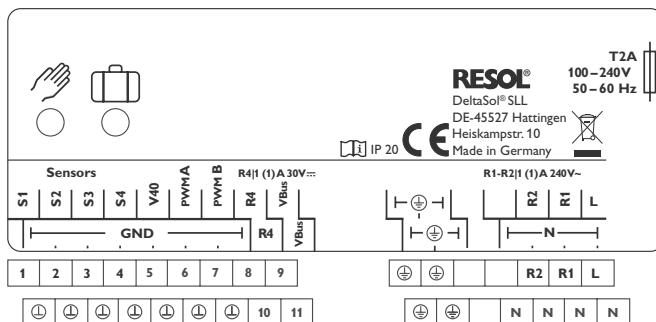 T2A
100–240V
50–60 Hz
RESOL®
DeltaSol® SLL
DE-45527 Hattingen
Heiskampstr. 10
Made in Germany
i IP 20 CE
Sensors R4|1 (1) A 30V⎓ R1-R2|1 (1) A 240V~
S1 S2 S3 S4 V40 PWM A PWM B R4 VBus R2 R1 L
GND R4 VBus N
1 2 3 4 5 6 7 8 9 R2 R1 L
10 11 N N N N